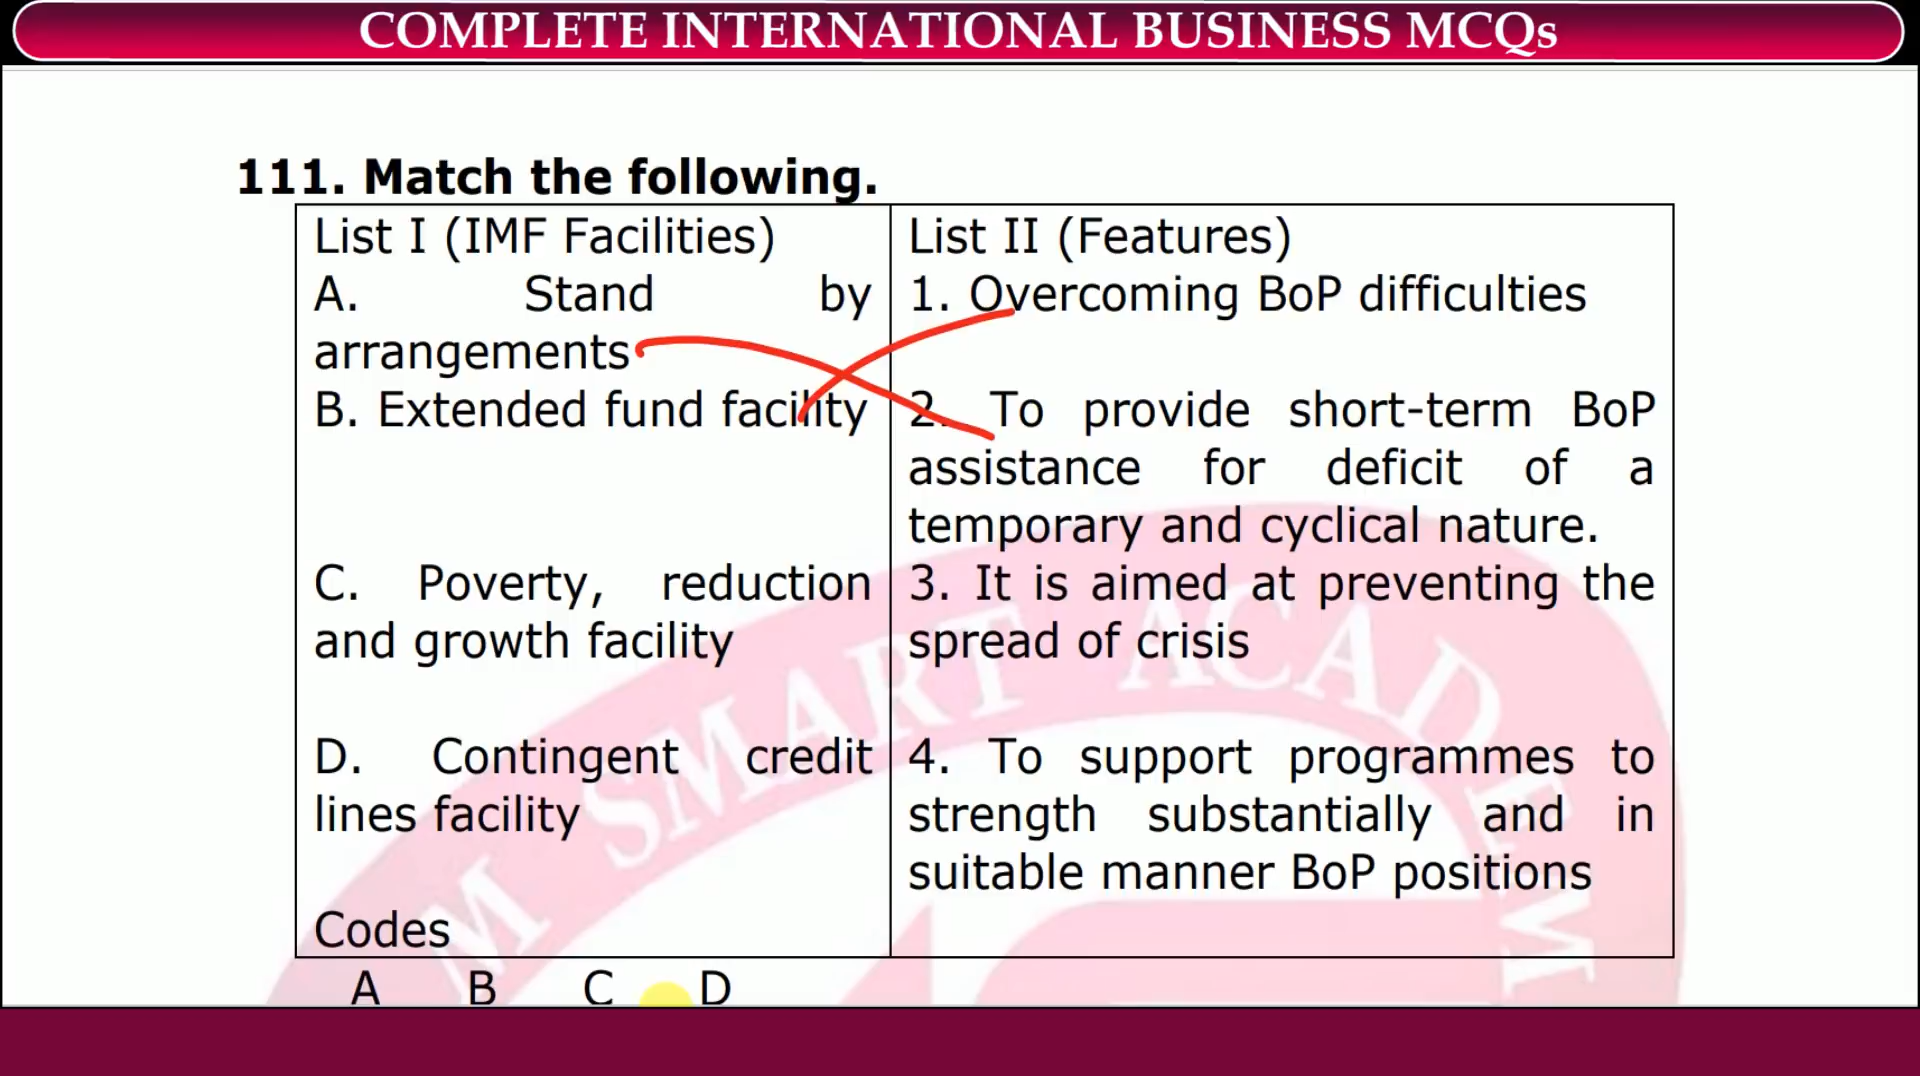 COMPLETE INTERNATIONAL BUSINESS MCQs
111. Match the following.
List I (IMF Facilities)
A. Stand by
arrangements
B. Extended fund facility
C. Poverty, reduction
and growth facility
D. Contingent credit
lines facility
Codes
List II (Features)
1. Overcoming BoP difficulties
2. To provide short-term BoP
assistance for deficit of a
temporary and cyclical nature.
3. It is aimed at preventing the
spread of crisis
4. To support programmes to
strength substantially and in
suitable manner BoP positions
A B C D
M SMART ACADEM